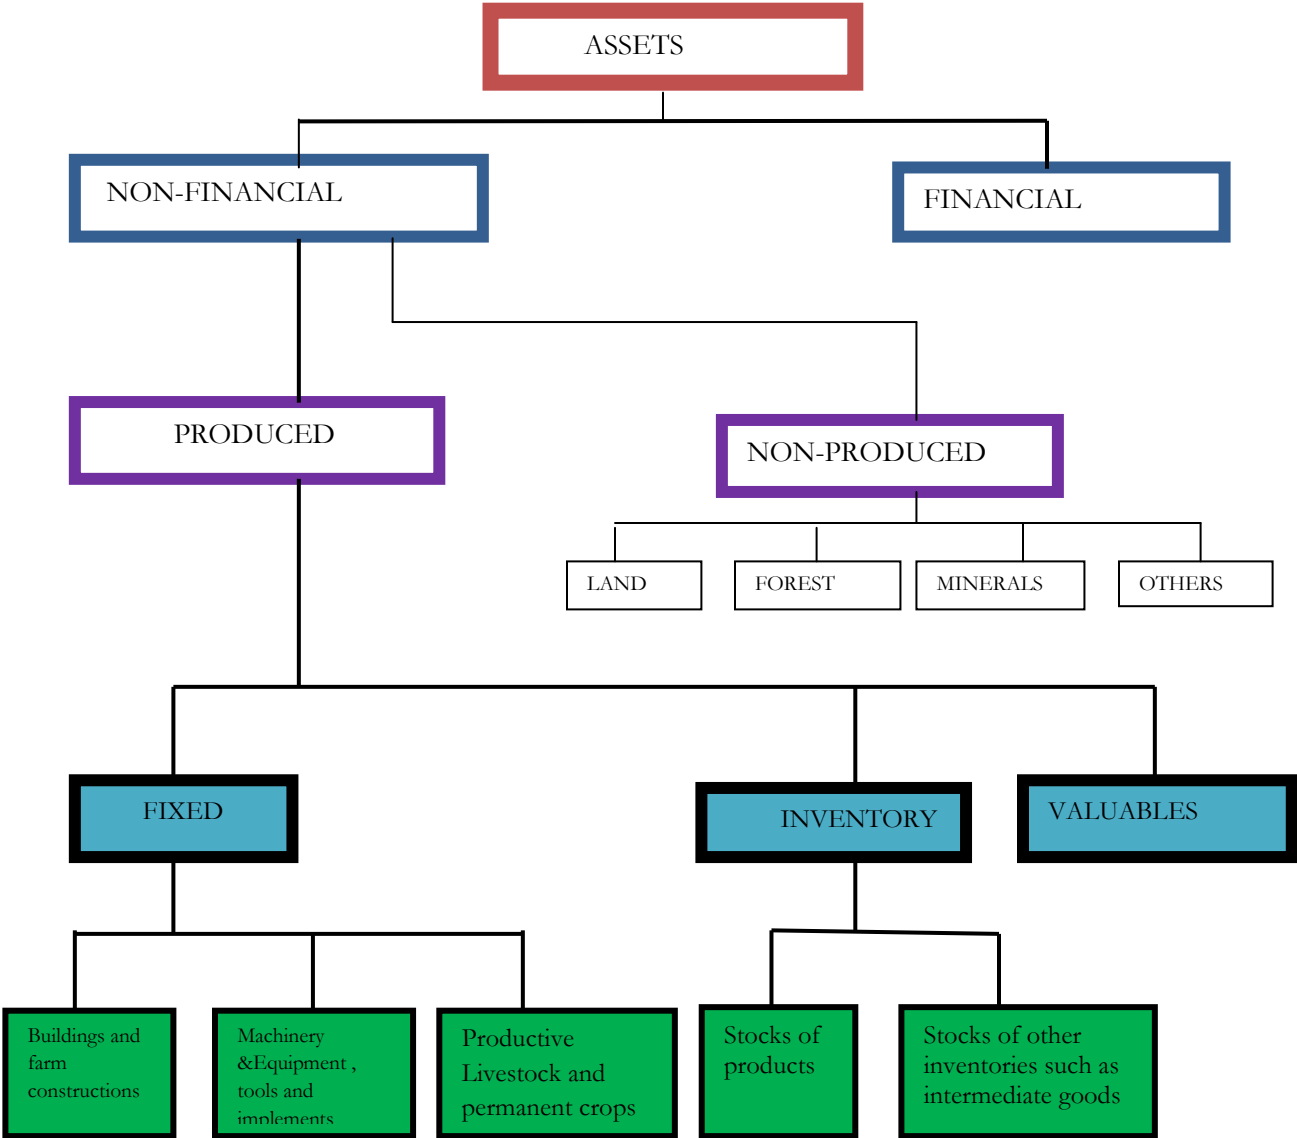 ASSETS
NON-FINANCIAL
FINANCIAL
PRODUCED
NON-PRODUCED
LAND
FOREST
MINERALS
OTHERS
FIXED
INVENTORY
VALUABLES
Buildings and
farm
constructions
Machinery
&Equipment ,
tools and
implements
Productive
Livestock and
permanent crops
Stocks of
products
Stocks of other
inventories such as
intermediate goods